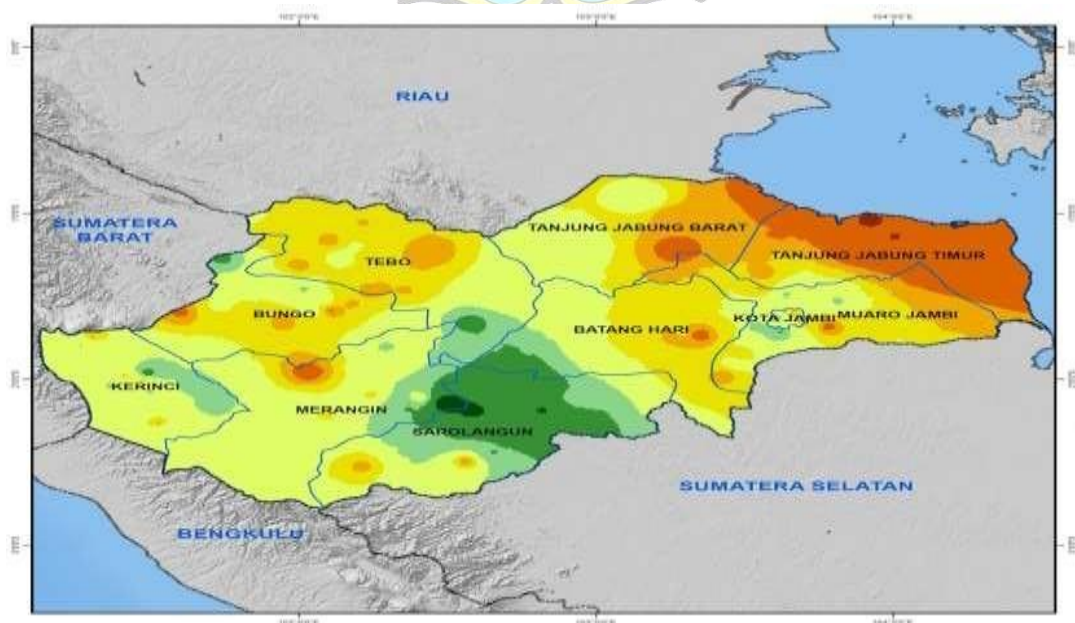 RIAU
SUMATERA
BARAT
TANJUNG JABUNG BARAT
TANJUNG JABUNG TIMUR
TEBO
BUNGO
BATANG HARI
KOTA JAMBI
MUARO JAMBI
KERINCI
MERANGIN
SAROLANGUN
SUMATERA SELATAN
BENGKULU